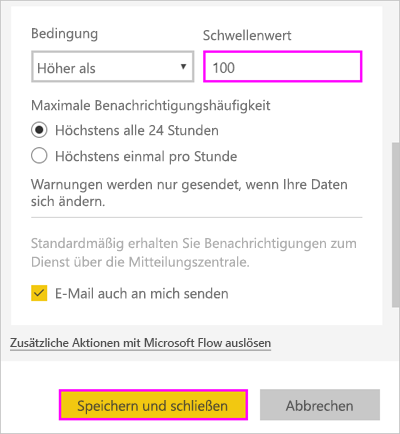 Bedingung
Schwellenwert
Höher als
100
Maximale Benachrichtigungshäufigkeit
Höchstens alle 24 Stunden
Höchstens einmal pro Stunde
Warnungen werden nur gesendet, wenn Ihre Daten
sich ändern.
Standardmäßig erhalten Sie Benachrichtigungen zum
Dienst über die Mitteilungszentrale.
E-Mail auch an mich senden
Zusätzliche Aktionen mit Microsoft Flow auslösen
Speichern und schließen
Abbrechen